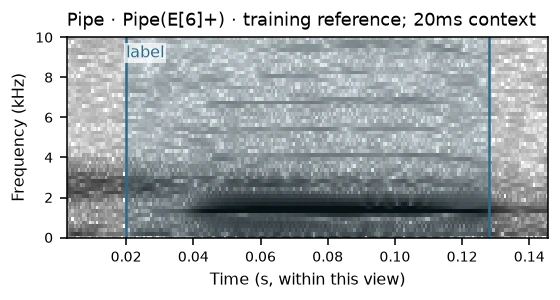 Pipe · Pipe(E[6]+) · training reference; 20ms context
label
10
8
6
4
2
0
Frequency (kHz)
0.02 0.04 0.06 0.08 0.10 0.12 0.14
Time (s, within this view)